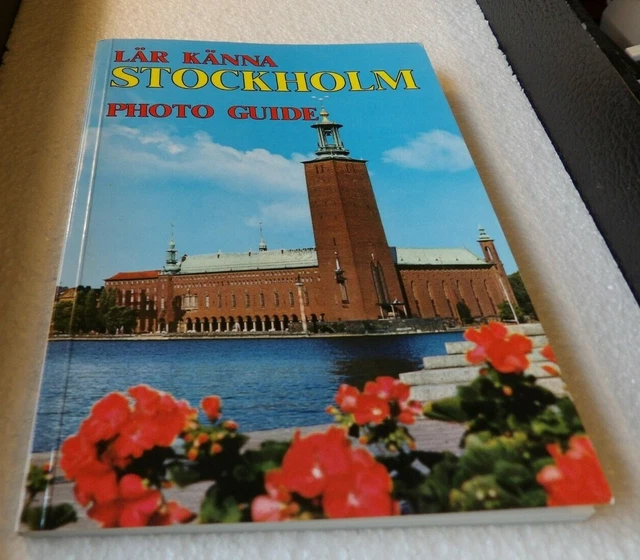 LÄR KÄNNA
STOCKHOLM
PHOTO GUIDE